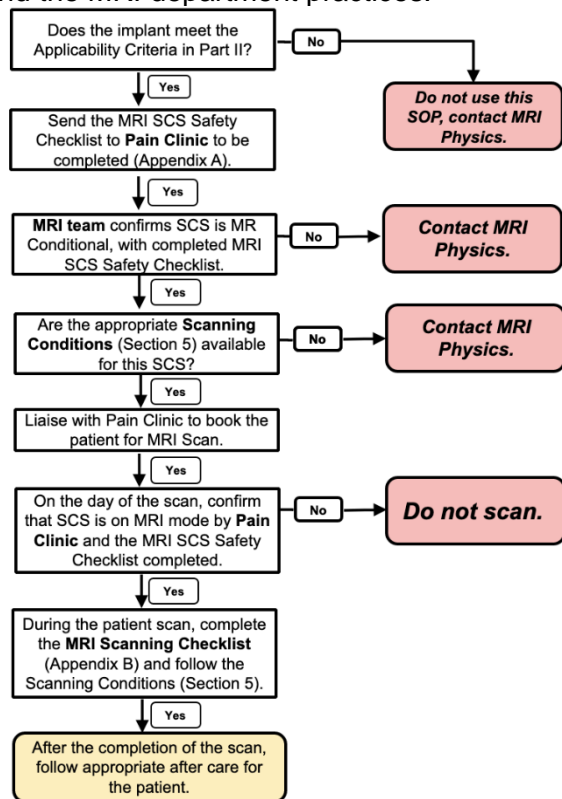 nd the MRI department practices.
Does the implant meet the
Applicability Criteria in Part II?
No
Yes
Do not use this
SOP, contact MRI
Physics.
Send the MRI SCS Safety
Checklist to Pain Clinic to be
completed (Appendix A).
Yes
MRI team confirms SCS is MR
Conditional, with completed MRI
SCS Safety Checklist.
No
Contact MRI
Physics.
Yes
Are the appropriate Scanning
Conditions (Section 5) available
for this SCS?
No
Contact MRI
Physics.
Yes
Liaise with Pain Clinic to book the
patient for MRI Scan.
Yes
On the day of the scan, confirm
that SCS is on MRI mode by Pain
Clinic and the MRI SCS Safety
Checklist completed.
No
Do not scan.
Yes
During the patient scan, complete
the MRI Scanning Checklist
(Appendix B) and follow the
Scanning Conditions (Section 5).
Yes
After the completion of the scan,
follow appropriate after care for
the patient.